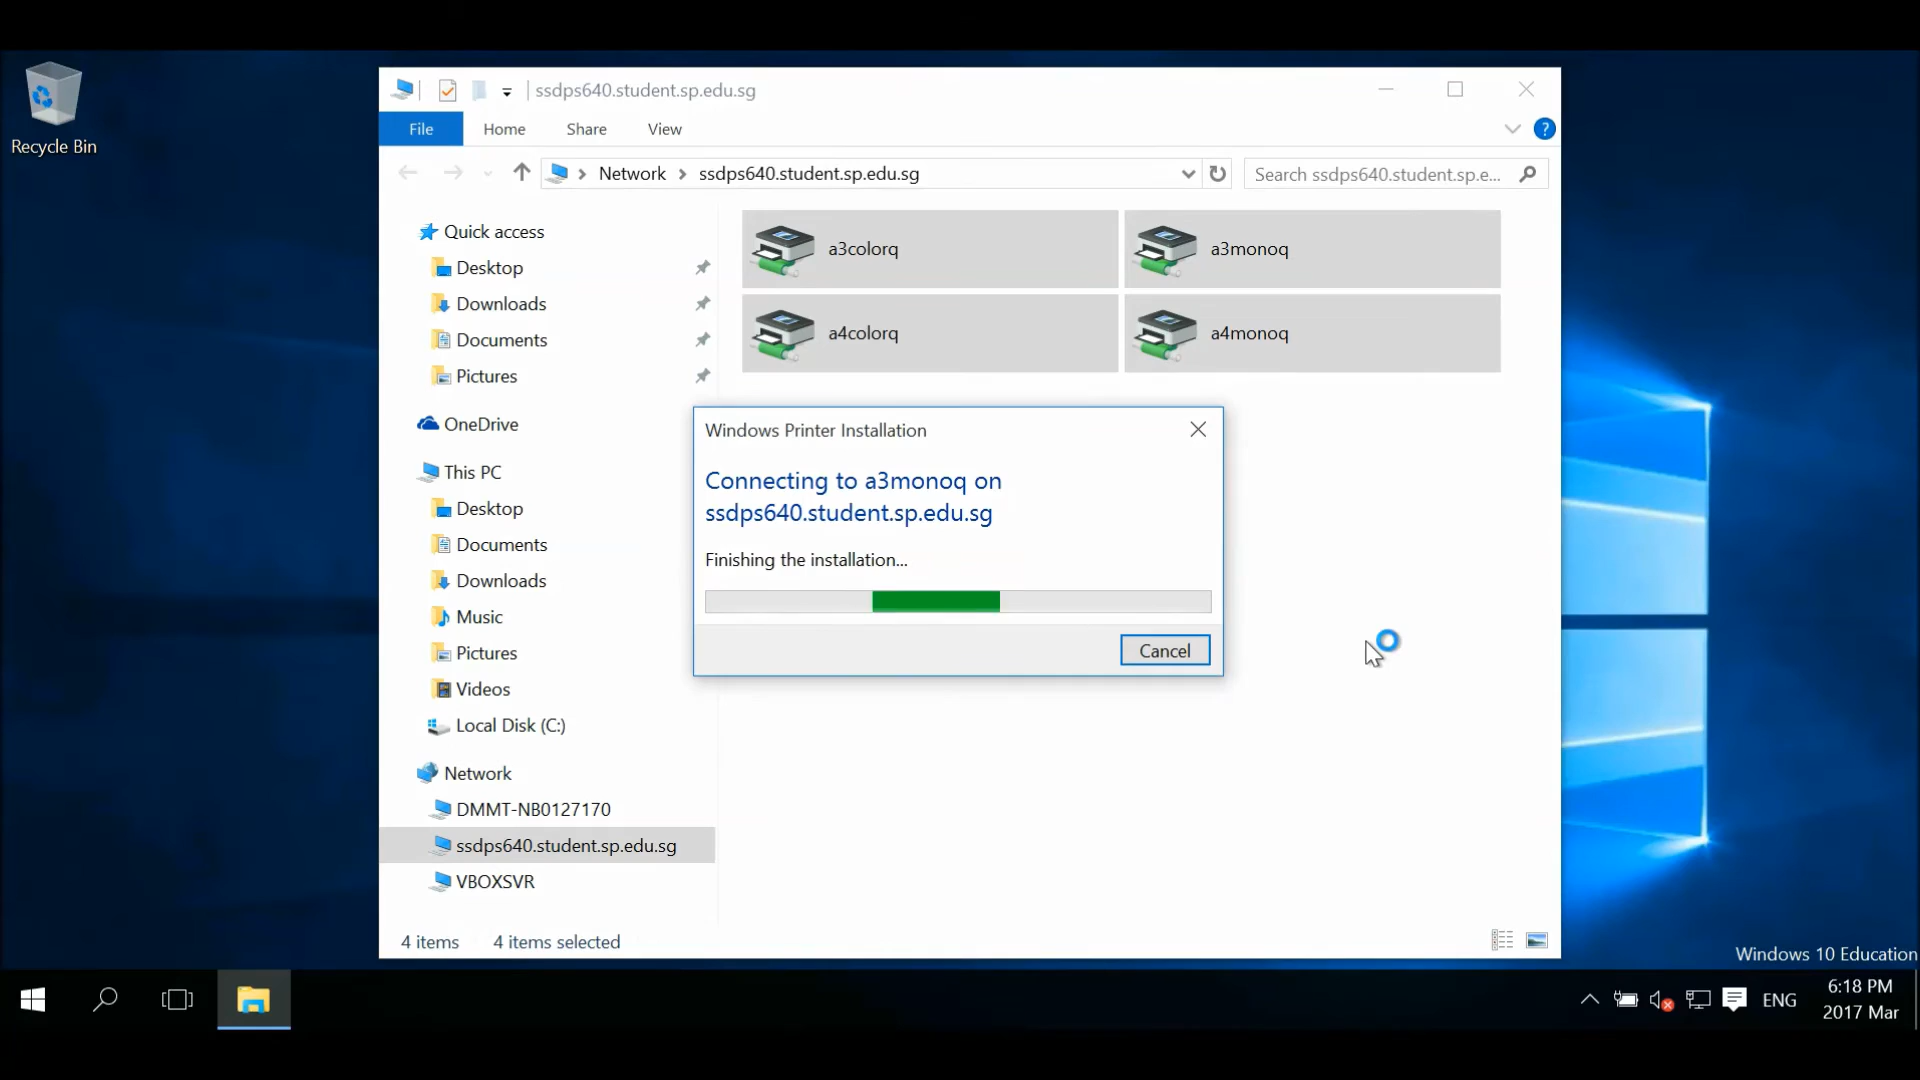 Recycle Bin
ssdps640.student.sp.edu.sg
File Home Share View
?
Network ssdps640.student.sp.edu.sg
Search ssdps640.student.sp.e...
Quick access
Desktop
Downloads
Documents
Pictures
OneDrive
This PC
Desktop
Documents
Downloads
Music
Pictures
Videos
Local Disk (C:)
Network
DMMT-NB0127170
ssdps640.student.sp.edu.sg
VBOXSVR
a3colorq
a3monoq
a4colorq
a4monoq
Windows Printer Installation
Connecting to a3monoq on
ssdps640.student.sp.edu.sg
Finishing the installation...
Cancel
4 items 4 items selected
Windows 10 Education
ENG
6:18 PM
2017 Mar